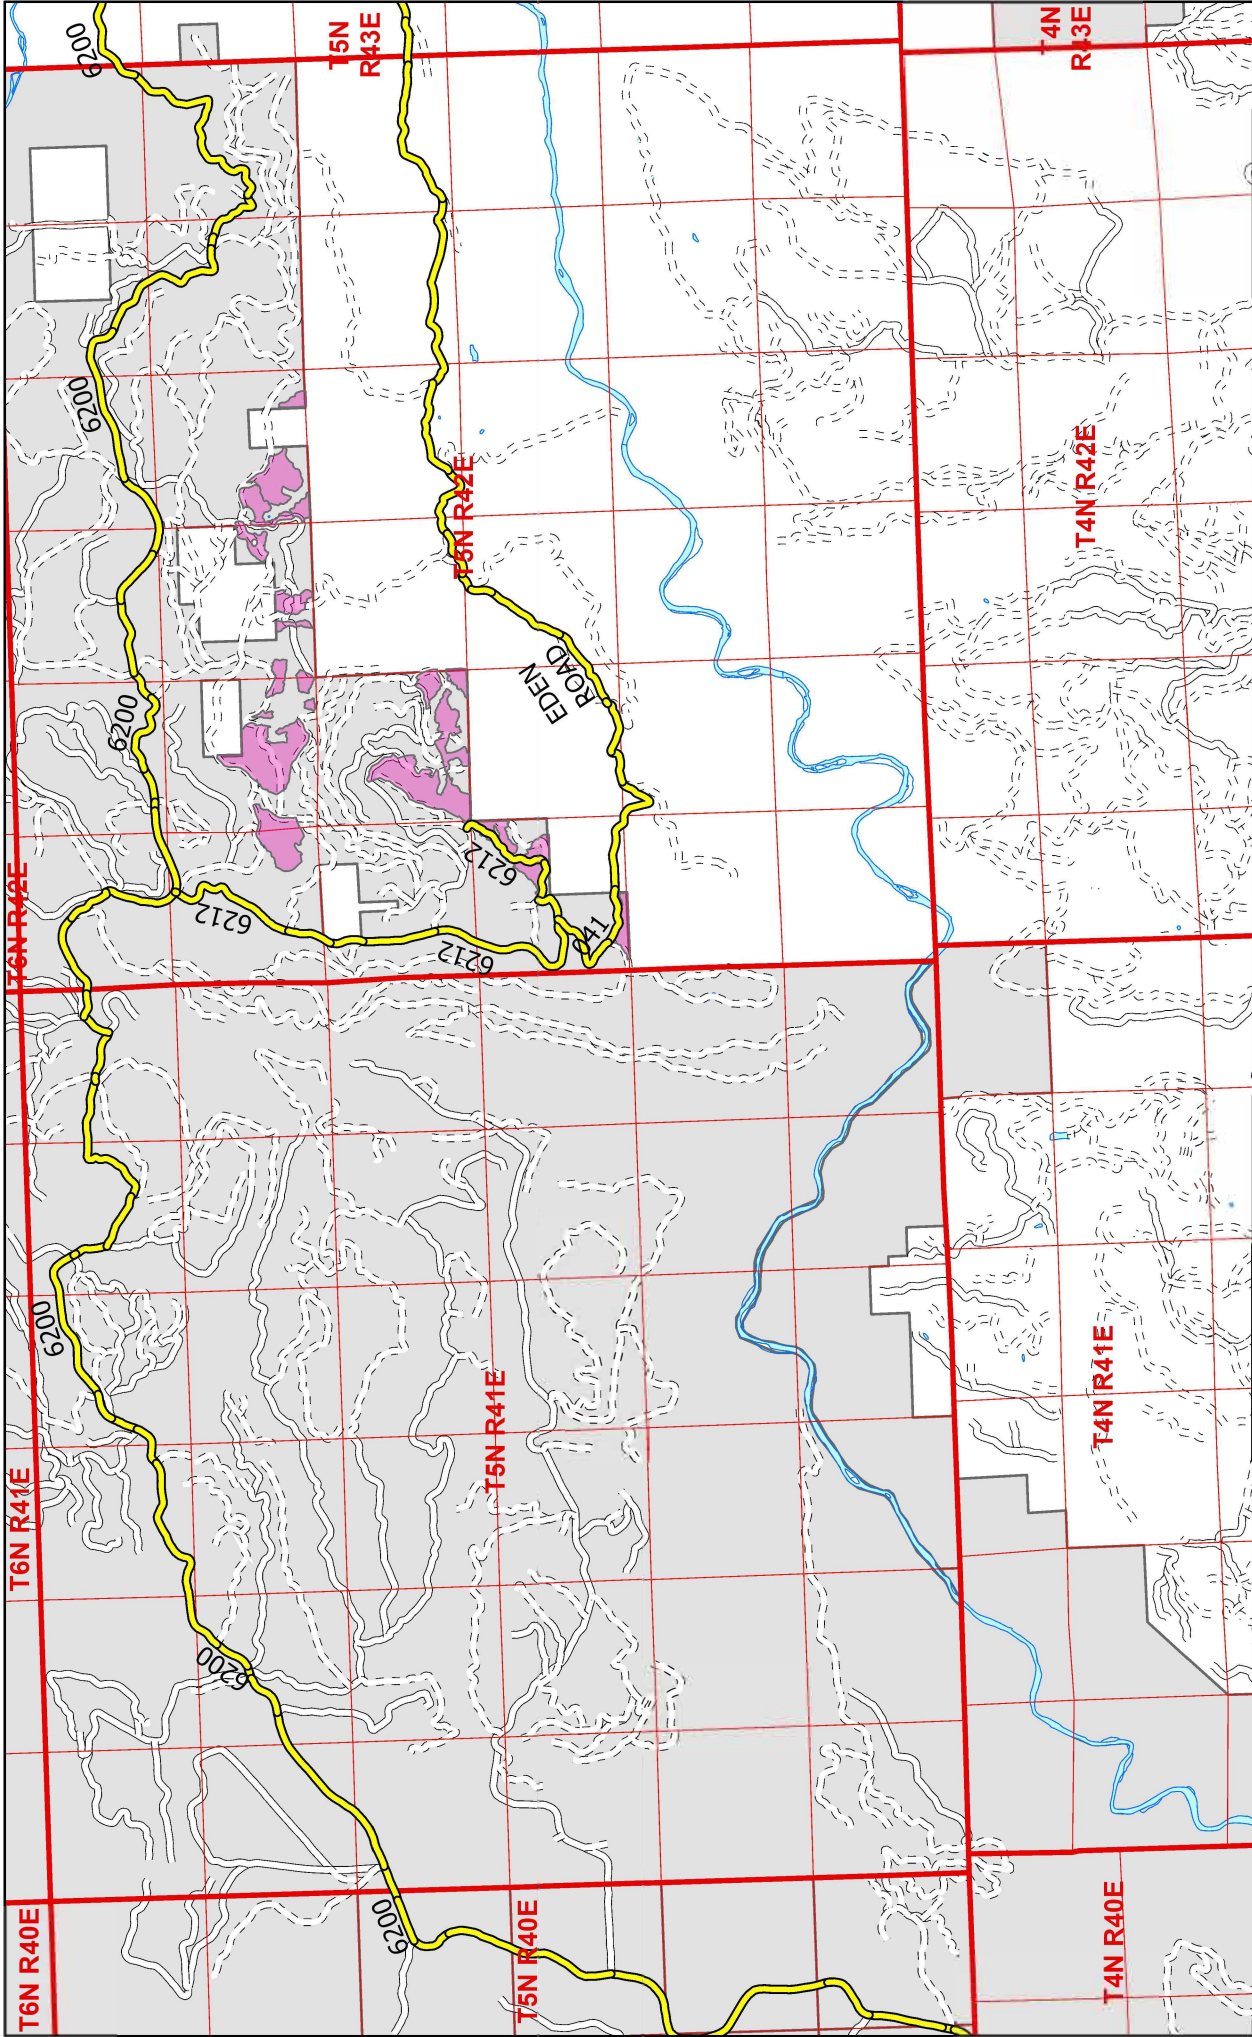 T6N R40E
T6N R41E
T6N R42E
T5N
R43E
T4N
R43E
6200
6200
6200
6200
6200
6200
6212
6212
6212
041
EDEN
ROAD
T5N R42E
T4N R42E
T5N R41E
T4N R41E
T5N R40E
T4N R40E